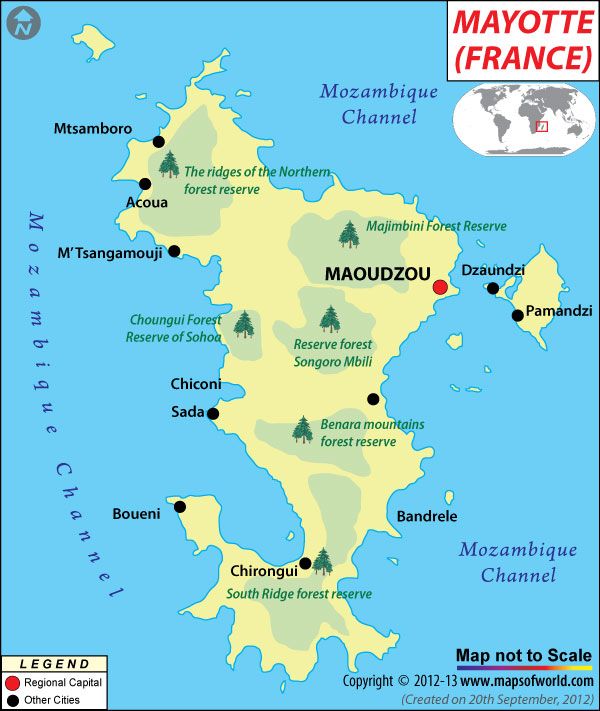 N
MAYOTTE
(FRANCE)
Mozambique
Channel
Mtsamboro
The ridges of the Northern
forest reserve
Acoua
Majimbini Forest Reserve
M'Tsangamouji
MAOUDZOU
Dzaundzi
Pamandzi
Choungui Forest
Reserve of Sohoa
Reserve forest
Songoro Mbili
Mozambique Channel
Chiconi
Sada
Benara mountains
forest reserve
Boueni
Bandrele
Mozambique
Channel
Chirongui
South Ridge forest reserve
LEGEND
Regional Capital
Other Cities
Map not to Scale
Copyright © 2012-13 www.mapsofworld.com
(Created on 20th September, 2012)